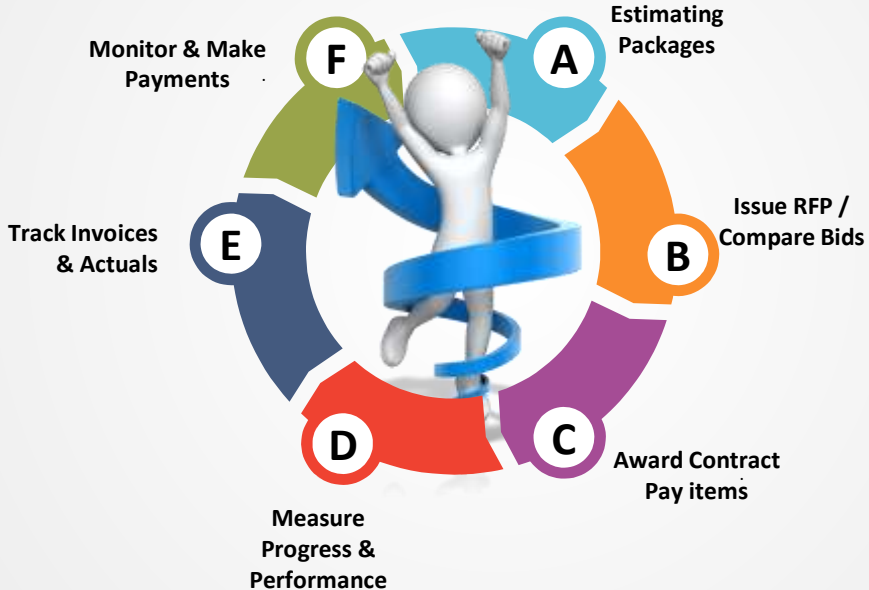 A
Estimating
Packages
B
Issue RFP /
Compare Bids
C
Award Contract
Pay items
D
Measure
Progress &
Performance
E
Track Invoices
& Actuals
F
Monitor & Make
Payments